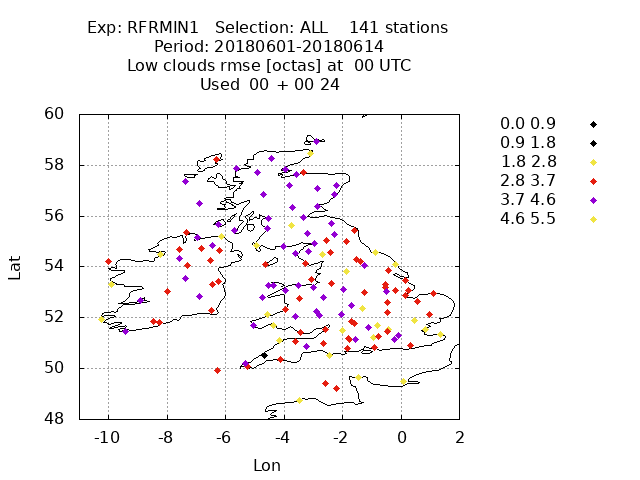 Exp: RFRMIN1 Selection: ALL 141 stations
Period: 20180601-20180614
Low clouds rmse [octas] at 00 UTC
Used 00 + 00 24
60
58
56
54
52
50
48
Lat
-10 -8 -6 -4 -2 0 2
Lon
0.0 0.9
0.9 1.8
1.8 2.8
2.8 3.7
3.7 4.6
4.6 5.5